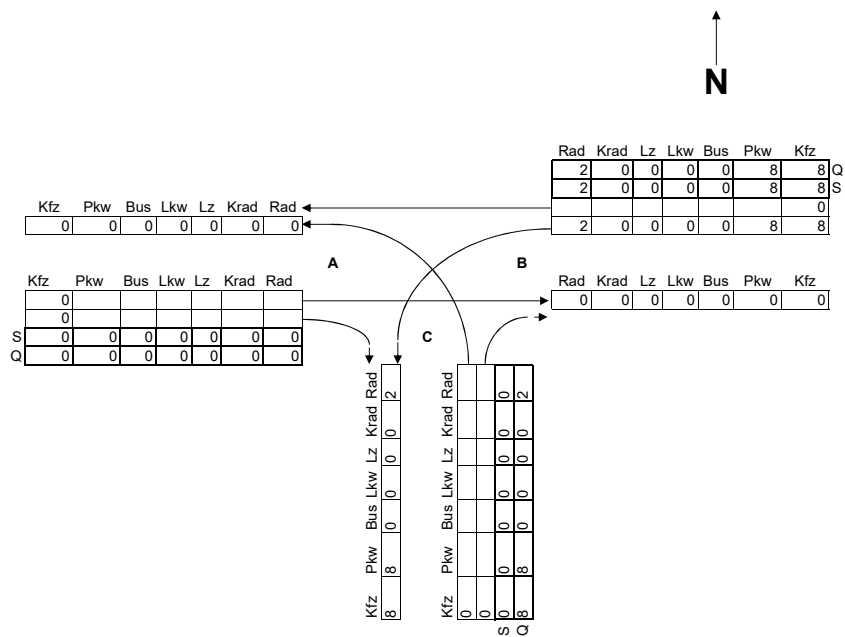 N
Rad Krad Lz Lkw Bus Pkw Kfz
2 0 0 0 0 8 8 Q
2 0 0 0 0 8 8 S
0
2 0 0 0 0 8 8
Kfz Pkw Bus Lkw Lz Krad Rad
0 0 0 0 0 0 0
A
B
Kfz Pkw Bus Lkw Lz Krad Rad
0
0
S 0 0 0 0 0 0 0
Q 0 0 0 0 0 0 0
Rad Krad Lz Lkw Bus Pkw Kfz
0 0 0 0 0 0 0
C
Kfz Pkw Bus Lkw Lz Krad Rad
8 8 0 0 0 0 2
Kfz Pkw Bus Lkw Lz Krad Rad
0
0
S 0 0 0 0 0 0 0
Q 8 8 0 0 0 0 2